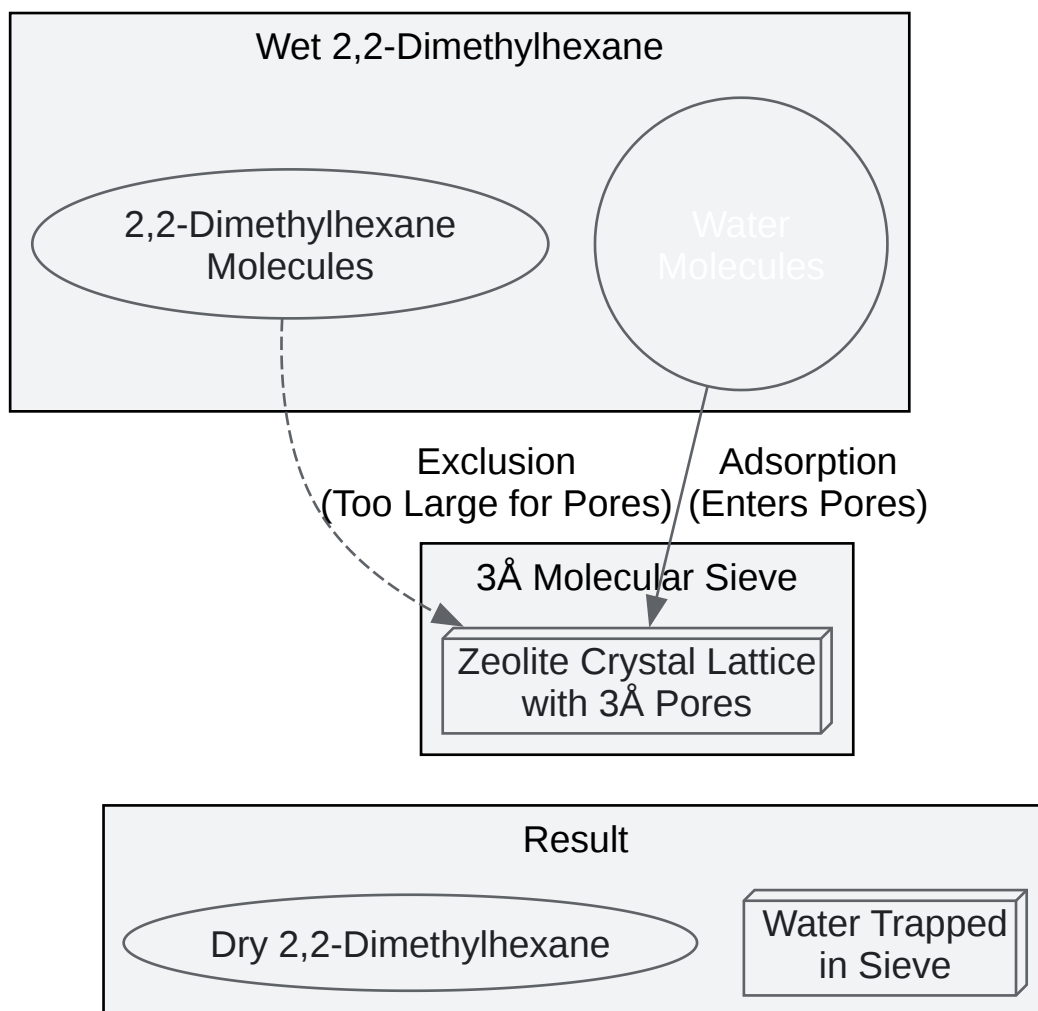 Wet 2,2-Dimethylhexane
2,2-Dimethylhexane
Molecules
Water
Molecules
Exclusion
(Too Large for Pores)
Adsorption
(Enters Pores)
3Å Molecular Sieve
Zeolite Crystal Lattice
with 3Å Pores
Result
Dry 2,2-Dimethylhexane
Water Trapped
in Sieve